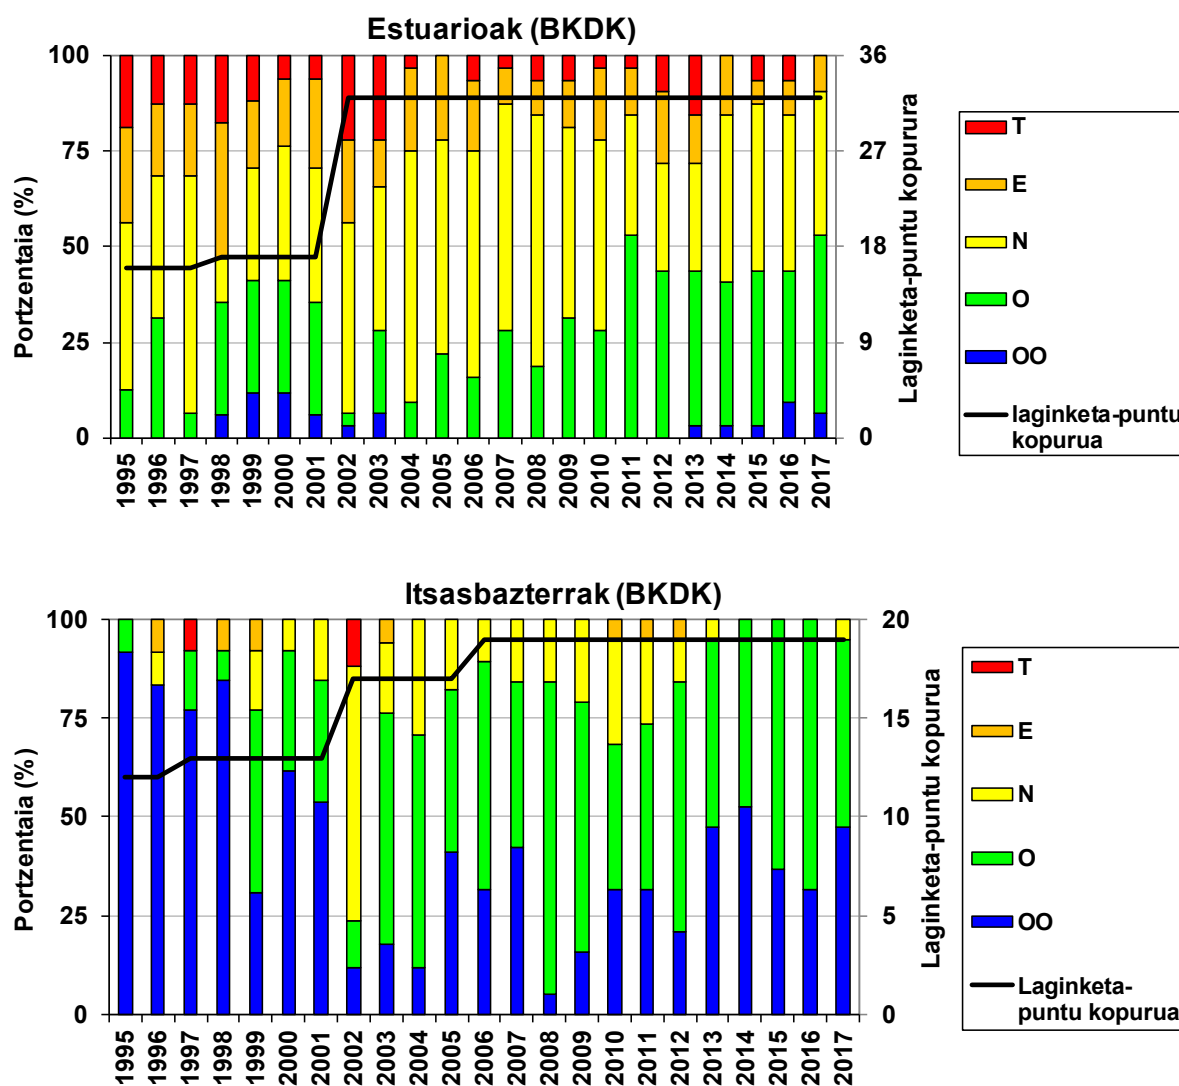 Estuarioak (BKDK)
Portzentaia (%)
100
75
50
25
0
36
27
18
9
0
Laginketa-puntu kopurura
1995 1996 1997 1998 1999 2000 2001 2002 2003 2004 2005 2006 2007 2008 2009 2010 2011 2012 2013 2014 2015 2016 2017
T
E
N
O
OO
laginketa-puntu
kopurua
Itsasbazterrak (BKDK)
Portzentaia (%)
100
75
50
25
0
20
15
10
5
0
Laginketa-puntu kopurua
1995 1996 1997 1998 1999 2000 2001 2002 2003 2004 2005 2006 2007 2008 2009 2010 2011 2012 2013 2014 2015 2016 2017
T
E
N
O
OO
Laginketa-
puntu kopurua